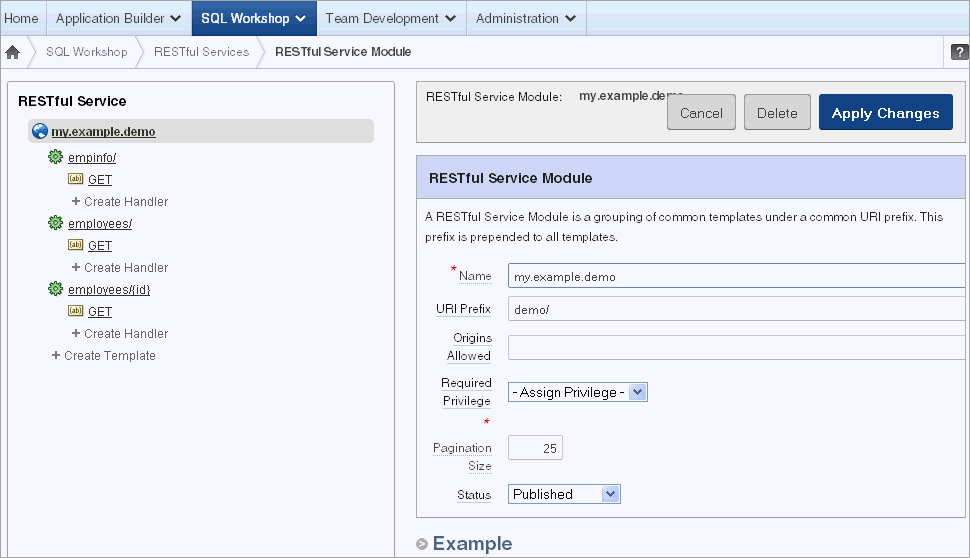 Home Application Builder SQL Workshop Team Development Administration
SQL Workshop RESTful Services RESTful Service Module ?
RESTful Service
my.example.demo
empinfo/
GET
+ Create Handler
employees/
GET
+ Create Handler
employees/{id}
GET
+ Create Handler
+ Create Template
RESTful Service Module: my.example.demo
Cancel Delete Apply Changes
RESTful Service Module
A RESTful Service Module is a grouping of common templates under a common URI prefix. This
prefix is prepended to all templates.
* Name my.example.demo
URI Prefix demo/
Origins
Allowed
Required
Privilege - Assign Privilege -
*
Pagination
Size 25
Status Published
Example